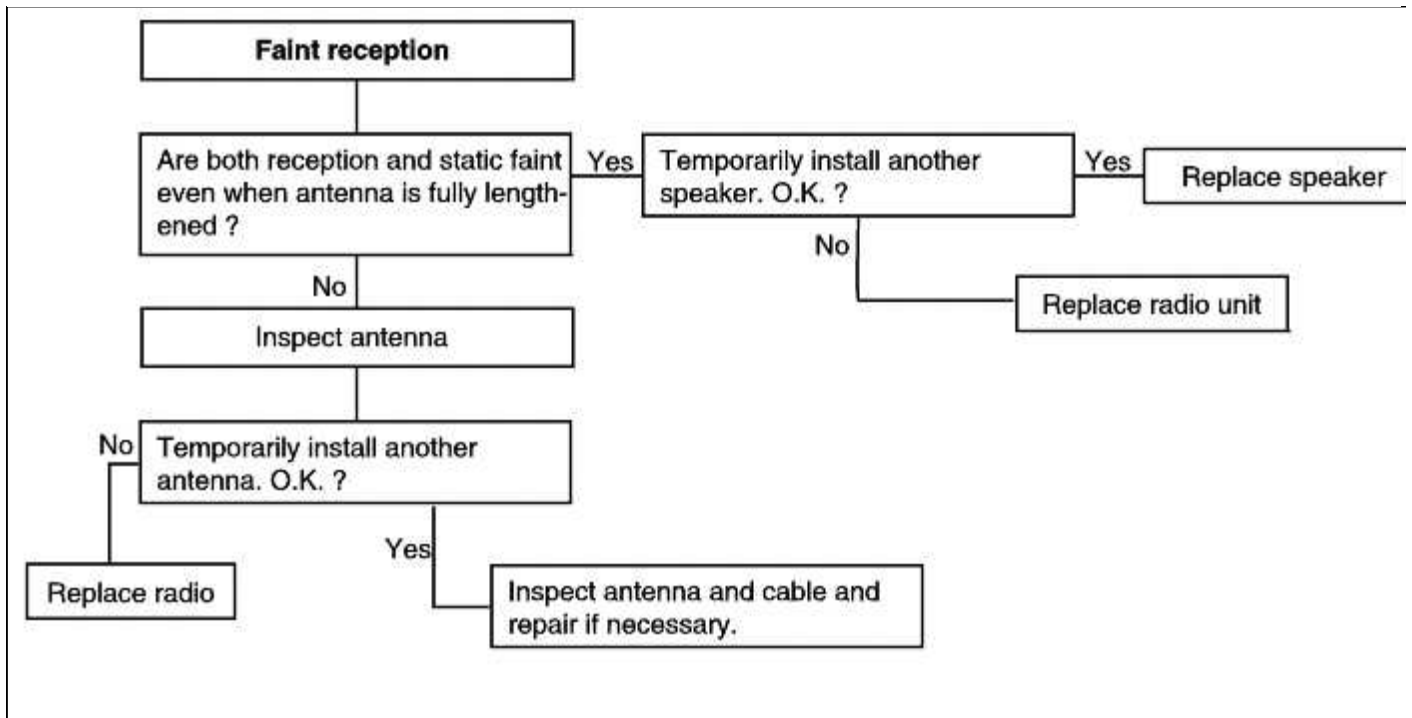 Faint reception
Are both reception and static faint
even when antenna is fully length-
ened ?
Yes
Temporarily install another
speaker. O.K. ?
Yes
Replace speaker
No
Replace radio unit
No
Inspect antenna
No
Temporarily install another
antenna. O.K. ?
Yes
Replace radio
Inspect antenna and cable and
repair if necessary.